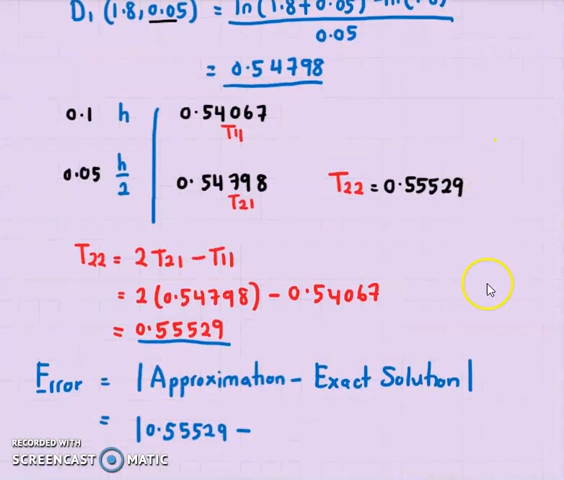 D₁ (1.8, 0.05) = ln(1.8+0.05) - ln(1.8)
0.05
= 0.54798
0.1 h 0.54067
T11
0.05 h/2 0.54798 T22 = 0.55529
T21
T22 = 2T21 - T11
= 2(0.54798) - 0.54067
= 0.55529
Error = |Approximation - Exact Solution|
= |0.55529 -
RECORDED WITH
SCREENCAST MATIC